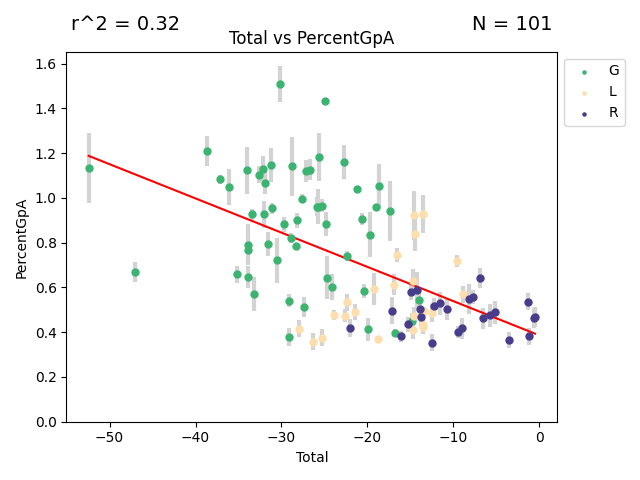 r^2 = 0.32 N = 101
Total vs PercentGpA
1.6
1.4
1.2
1.0
0.8
0.6
0.4
0.2
0.0
PercentGpA
−50 −40 −30 −20 −10 0
Total
G
L
R